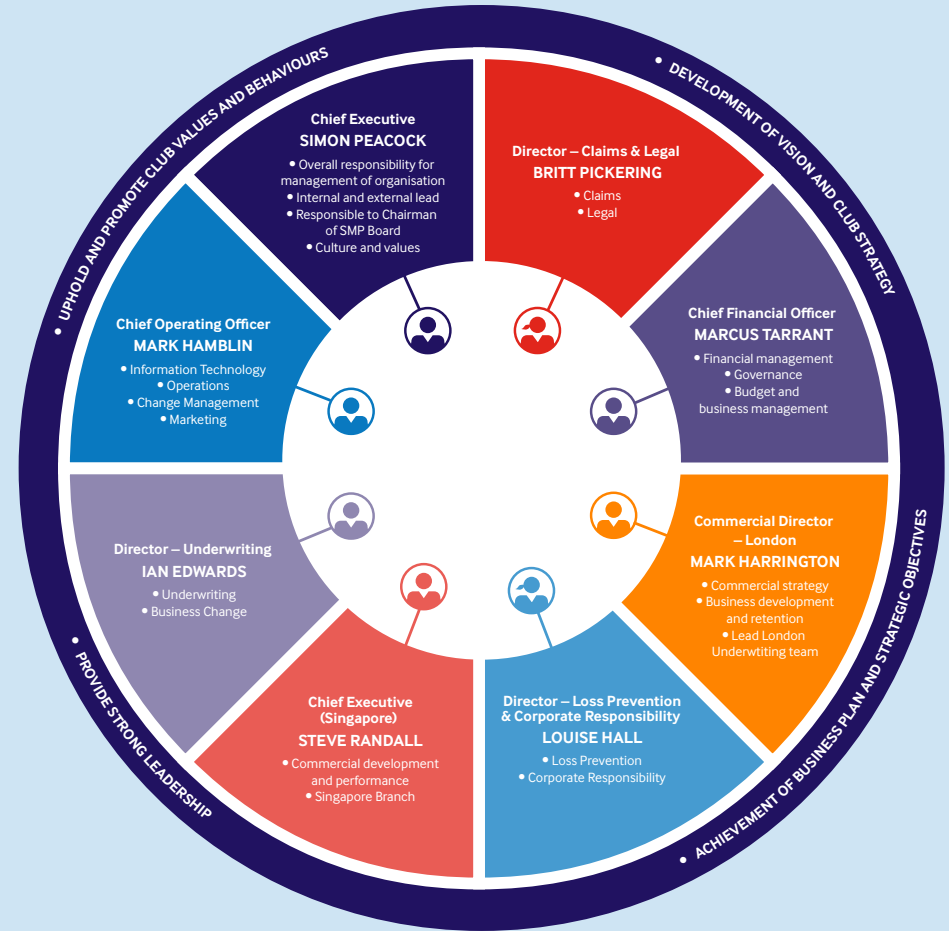 • UPHOLD AND PROMOTE CLUB VALUES AND BEHAVIOURS
• DEVELOPMENT OF VISION AND CLUB STRATEGY
• ACHIEVEMENT OF BUSINESS PLAN AND STRATEGIC OBJECTIVES
• PROVIDE STRONG LEADERSHIP
Chief Executive
SIMON PEACOCK
• Overall responsibility for
management of organisation
• Internal and external lead
• Responsible to Chairman
of SMP Board
• Culture and values
Director – Claims & Legal
BRITT PICKERING
• Claims
• Legal
Chief Financial Officer
MARCUS TARRANT
• Financial management
• Governance
• Budget and
business management
Commercial Director
– London
MARK HARRINGTON
• Commercial strategy
• Business development
and retention
• Lead London
Underwtiting team
Director – Loss Prevention
& Corporate Responsibility
LOUISE HALL
• Loss Prevention
• Corporate Responsibility
Chief Executive
(Singapore)
STEVE RANDALL
• Commercial development
and performance
• Singapore Branch
Director – Underwriting
IAN EDWARDS
• Underwriting
• Business Change
Chief Operating Officer
MARK HAMBLIN
• Information Technology
• Operations
• Change Management
• Marketing